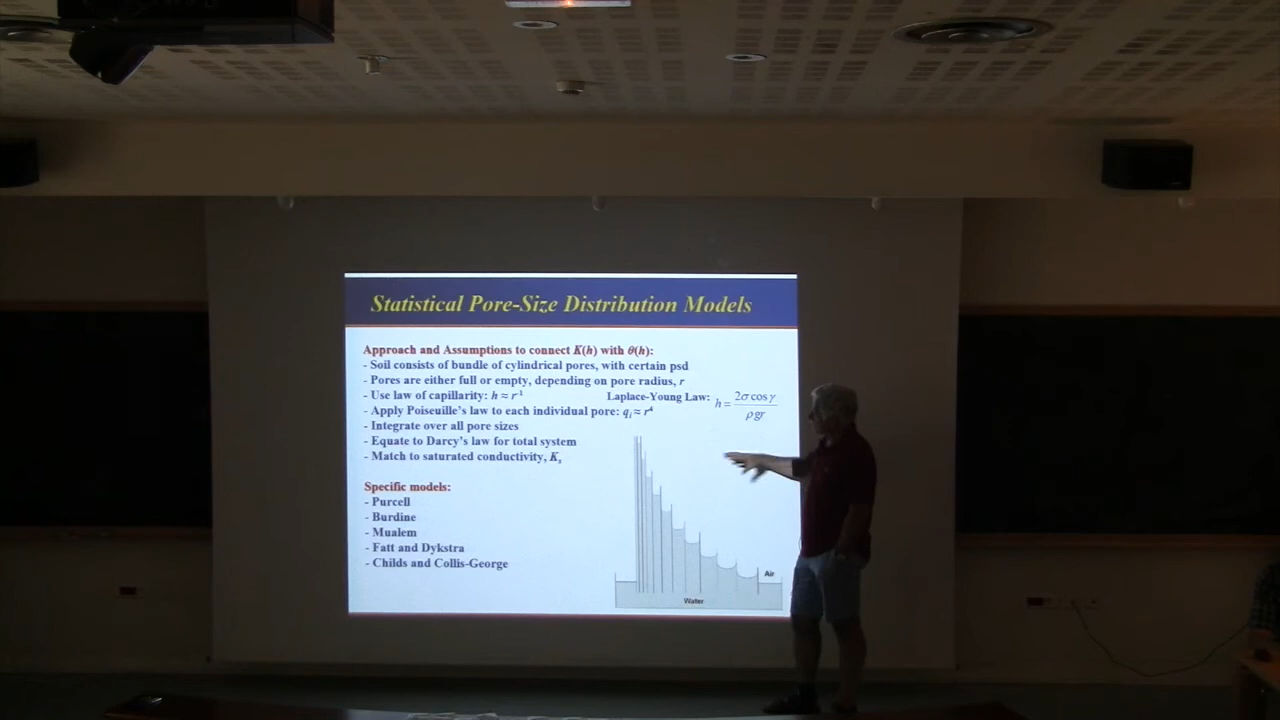 Statistical Pore-Size Distribution Models
Approach and Assumptions to connect K(h) with θ(h):
- Soil consists of bundle of cylindrical pores, with certain psd
- Pores are either full or empty, depending on pore radius, r
- Use law of capillarity: h ≈ r⁻¹ Laplace-Young Law: h = 2σ cos γ / ρgr
- Apply Poiseuille's law to each individual pore: qᵢ ≈ r⁴
- Integrate over all pore sizes
- Equate to Darcy's law for total system
- Match to saturated conductivity, Kₛ
Specific models:
- Purcell
- Burdine
- Mualem
- Fatt and Dykstra
- Childs and Collis-George
Air
Water